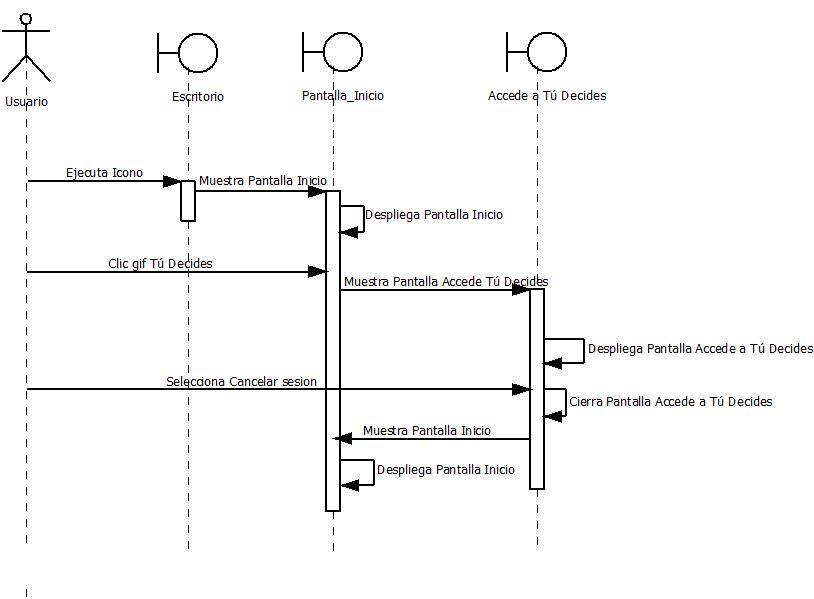 Usuario
Escritorio
Pantalla_Inicio
Accede a Tú Decides
Ejecuta Icono
Muestra Pantalla Inicio
Despliega Pantalla Inicio
Clic gif Tú Decides
Muestra Pantalla Accede Tú Decides
Despliega Pantalla Accede a Tú Decides
Selecciona Cancelar sesion
Cierra Pantalla Accede a Tú Decides
Muestra Pantalla Inicio
Despliega Pantalla Inicio